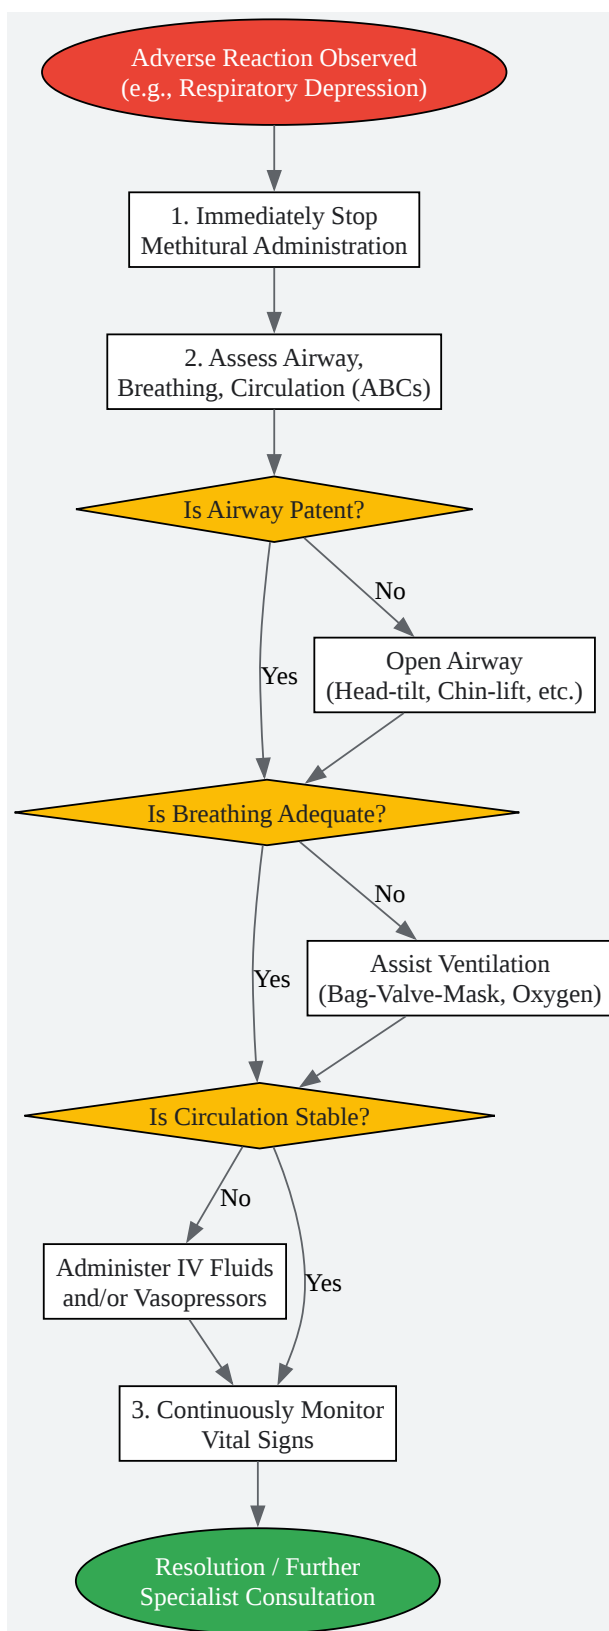 Adverse Reaction Observed
(e.g., Respiratory Depression)
1. Immediately Stop
Methitural Administration
2. Assess Airway,
Breathing, Circulation (ABCs)
Is Airway Patent?
No
Open Airway
(Head-tilt, Chin-lift, etc.)
Yes
Is Breathing Adequate?
No
Assist Ventilation
(Bag-Valve-Mask, Oxygen)
Yes
Is Circulation Stable?
No
Administer IV Fluids
and/or Vasopressors
Yes
3. Continuously Monitor
Vital Signs
Resolution / Further
Specialist Consultation